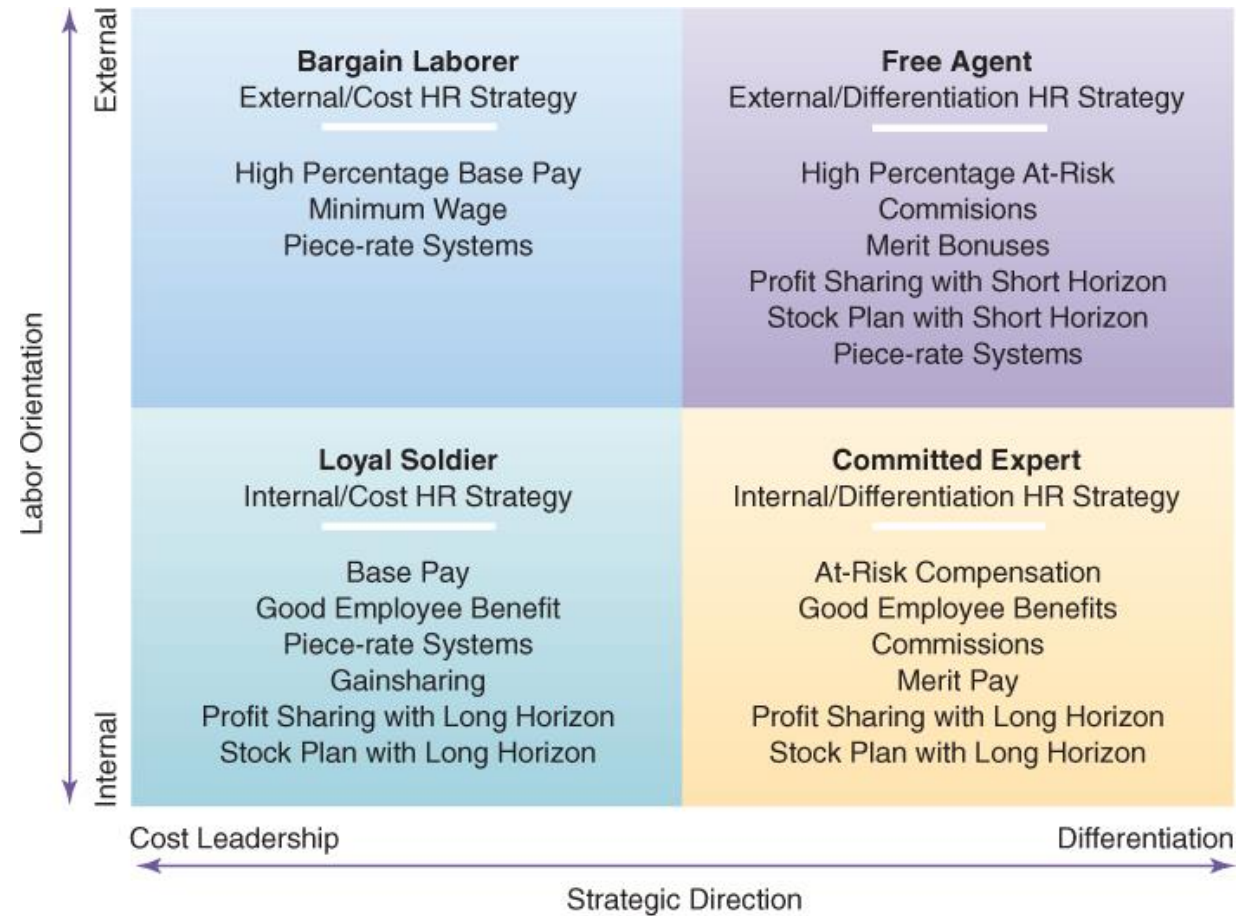 External
Bargain Laborer
External/Cost HR Strategy
High Percentage Base Pay
Minimum Wage
Piece-rate Systems
Free Agent
External/Differentiation HR Strategy
High Percentage At-Risk
Commisions
Merit Bonuses
Profit Sharing with Short Horizon
Stock Plan with Short Horizon
Piece-rate Systems
Labor Orientation
Loyal Soldier
Internal/Cost HR Strategy
Base Pay
Good Employee Benefit
Piece-rate Systems
Gainsharing
Profit Sharing with Long Horizon
Stock Plan with Long Horizon
Committed Expert
Internal/Differentiation HR Strategy
At-Risk Compensation
Good Employee Benefits
Commissions
Merit Pay
Profit Sharing with Long Horizon
Stock Plan with Long Horizon
Internal
Cost Leadership
Differentiation
Strategic Direction